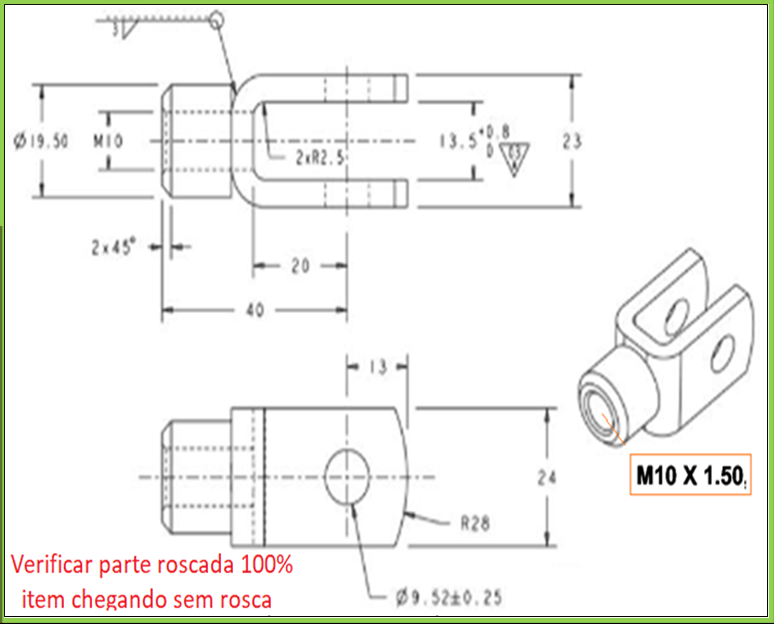 3
Ø19.50
M10
2xR2.5
13.5 +0.8 0
23
2x45°
20
40
13
24
R28
M10 X 1.50
Ø9.52±0.25
Verificar parte roscada 100%
item chegando sem rosca